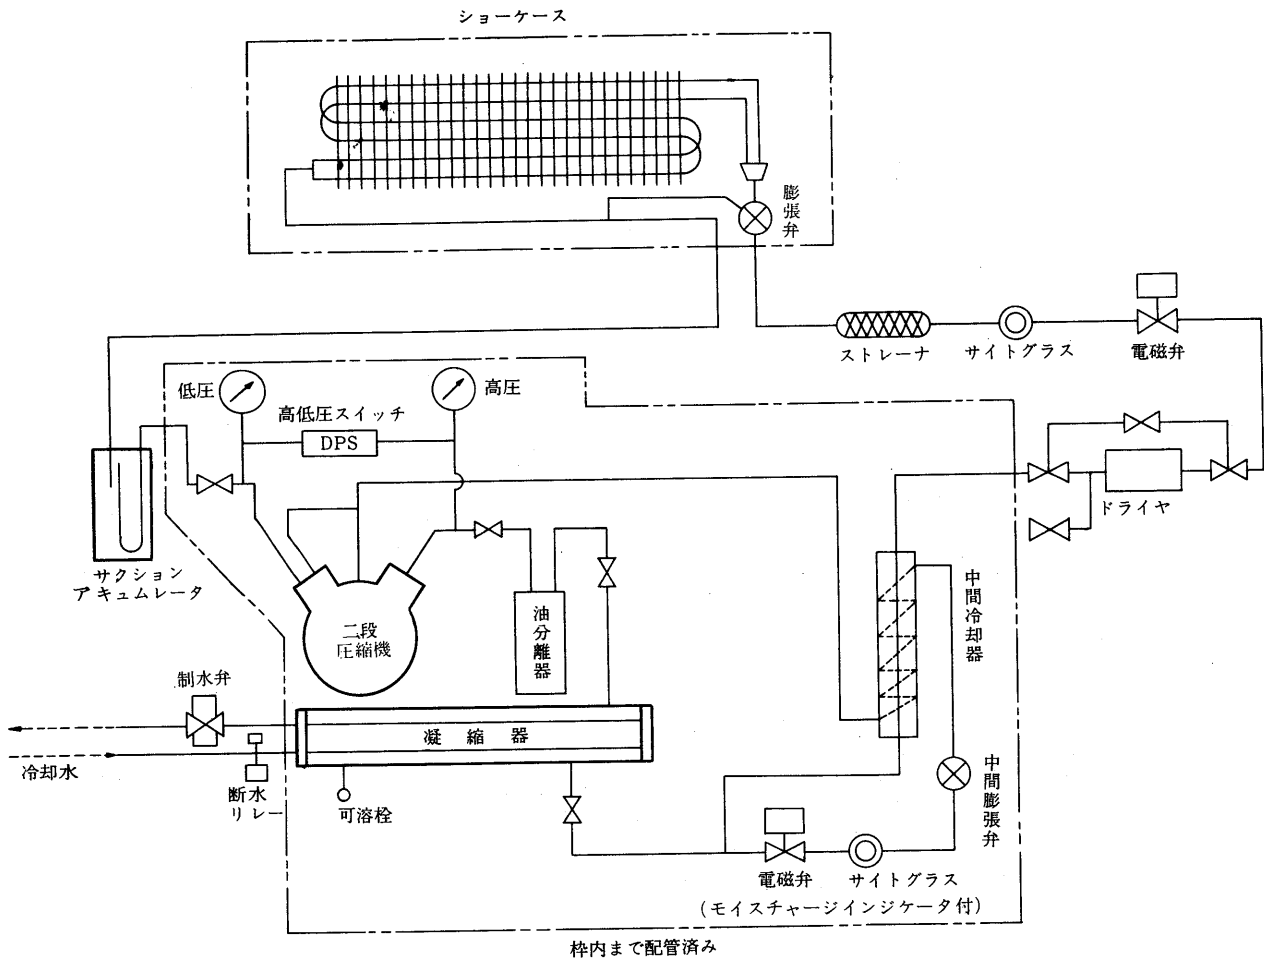 ショーケース
膨張弁
ストレーナ
サイトグラス
電磁弁
低圧
高圧
高低圧スイッチ
DPS
ドライヤ
サクション
アキュムレータ
二段
圧縮機
油分離器
中間冷却器
制水弁
凝縮器
冷却水
断水
リレー
可溶栓
中間膨張弁
電磁弁
サイトグラス
(モイスチャージインジケータ付)
枠内まで配管済み